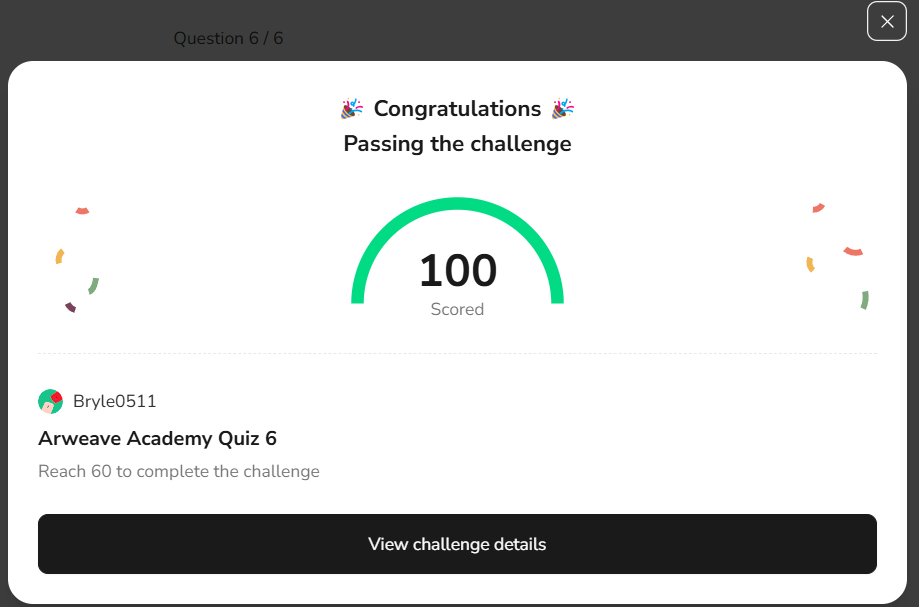 Question 6 / 6
🎉 Congratulations 🎉
Passing the challenge
100
Scored
Bryle0511
Arweave Academy Quiz 6
Reach 60 to complete the challenge
View challenge details